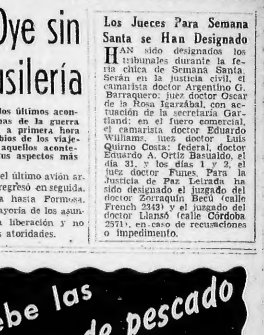 Oye sin
usilería
los últimos acon-
as de la guerra
a primera hora
bios de los viaje-
aquellos aconte-
us aspectos más
el último avión ar-
regresó en seguida.
hasta Formosa.
ayoría de los asun-
a liberación y no
s atoridades.
Los Jueces Para Semana
Santa se Han Designado
HAN sido designados los
tribunales durante la fe-
ria chica de Semana Santa.
Serán en la justicia civil, el
camarista doctor Argentino G.
Barraquero; juez doctor Oscar
de la Rosa Igarzábal, con ac-
tuación de la secretaría Gar-
tland; en el fuero comercial,
el camarista doctor Eduardo
Williams, juez doctor Luis
Quirno Costa; federal, doctor
Eduardo A. Ortiz Basualdo, el
día 31, y los días 1 y 2, el
juez doctor Funes. Para la
Justicia de Paz Letrada ha
sido designado el juzgado del
doctor Zorraquín Becú (calle
French 2343) y el juzgado del
doctor Llansó (calle Córdoba
2571), en caso de recusaciones
o impedimento.
ebe las
de pescado